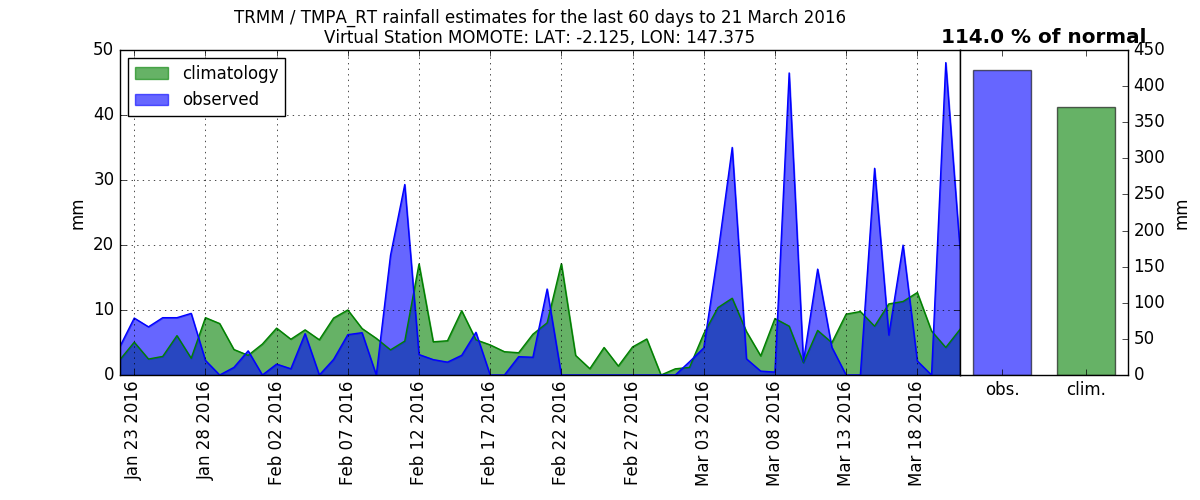 TRMM / TMPA_RT rainfall estimates for the last 60 days to 21 March 2016
Virtual Station MOMOTE: LAT: -2.125, LON: 147.375
114.0 % of normal
climatology
observed
mm
50
40
30
20
10
0
Jan 23 2016
Jan 28 2016
Feb 02 2016
Feb 07 2016
Feb 12 2016
Feb 17 2016
Feb 22 2016
Feb 27 2016
Mar 03 2016
Mar 08 2016
Mar 13 2016
Mar 18 2016
obs.
clim.
450
400
350
300
250
200
150
100
50
0
mm